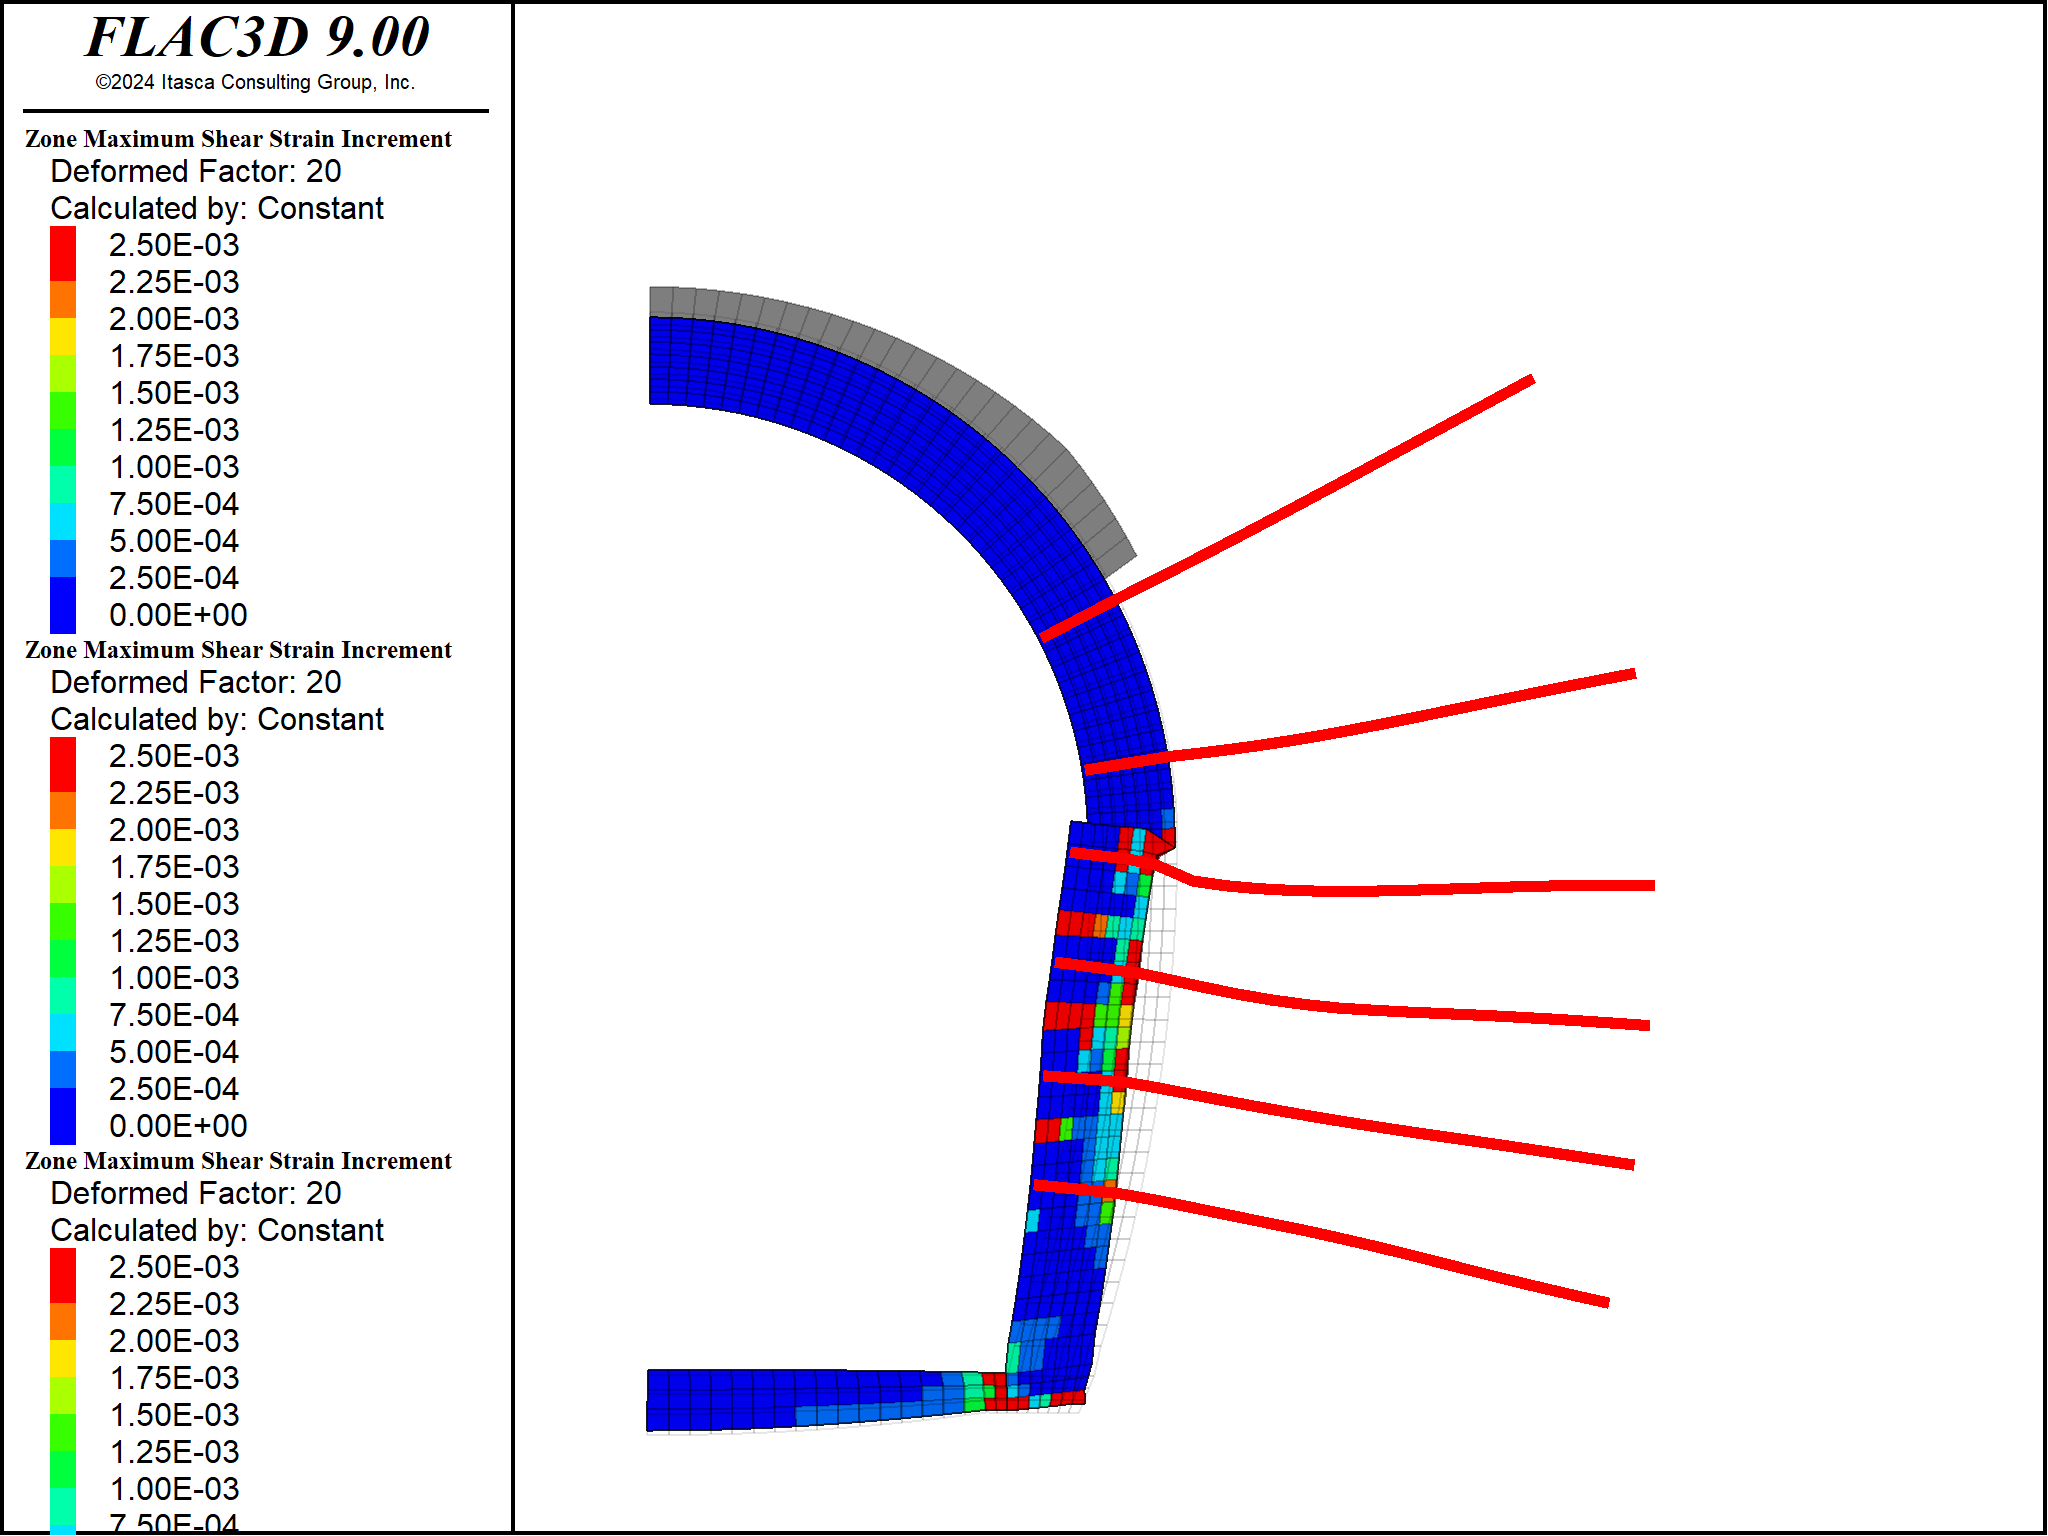 FLAC3D 9.00
©2024 Itasca Consulting Group, Inc.
Zone Maximum Shear Strain Increment
Deformed Factor: 20
Calculated by: Constant
2.50E-03
2.25E-03
2.00E-03
1.75E-03
1.50E-03
1.25E-03
1.00E-03
7.50E-04
5.00E-04
2.50E-04
0.00E+00
Zone Maximum Shear Strain Increment
Deformed Factor: 20
Calculated by: Constant
2.50E-03
2.25E-03
2.00E-03
1.75E-03
1.50E-03
1.25E-03
1.00E-03
7.50E-04
5.00E-04
2.50E-04
0.00E+00
Zone Maximum Shear Strain Increment
Deformed Factor: 20
Calculated by: Constant
2.50E-03
2.25E-03
2.00E-03
1.75E-03
1.50E-03
1.25E-03
1.00E-03
7.50E-04